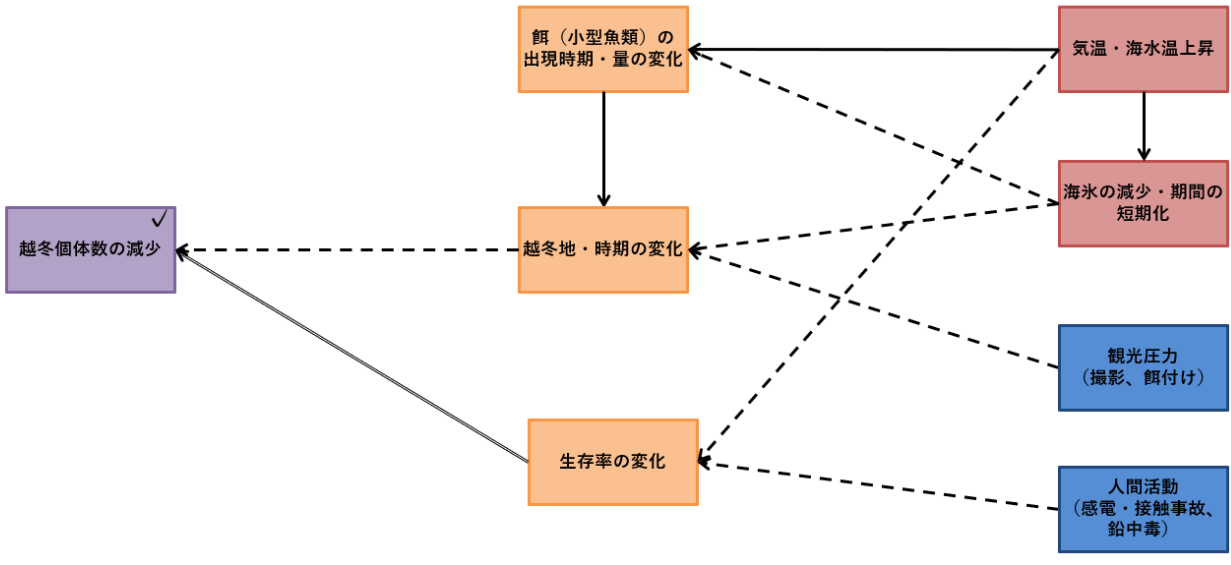 餌（小型魚類）の
出現時期・量の変化
気温・海水温上昇
海氷の減少・期間の
短期化
越冬個体数の減少
越冬地・時期の変化
観光圧力
（撮影、餌付け）
生存率の変化
人間活動
（感電・接触事故、
鉛中毒）